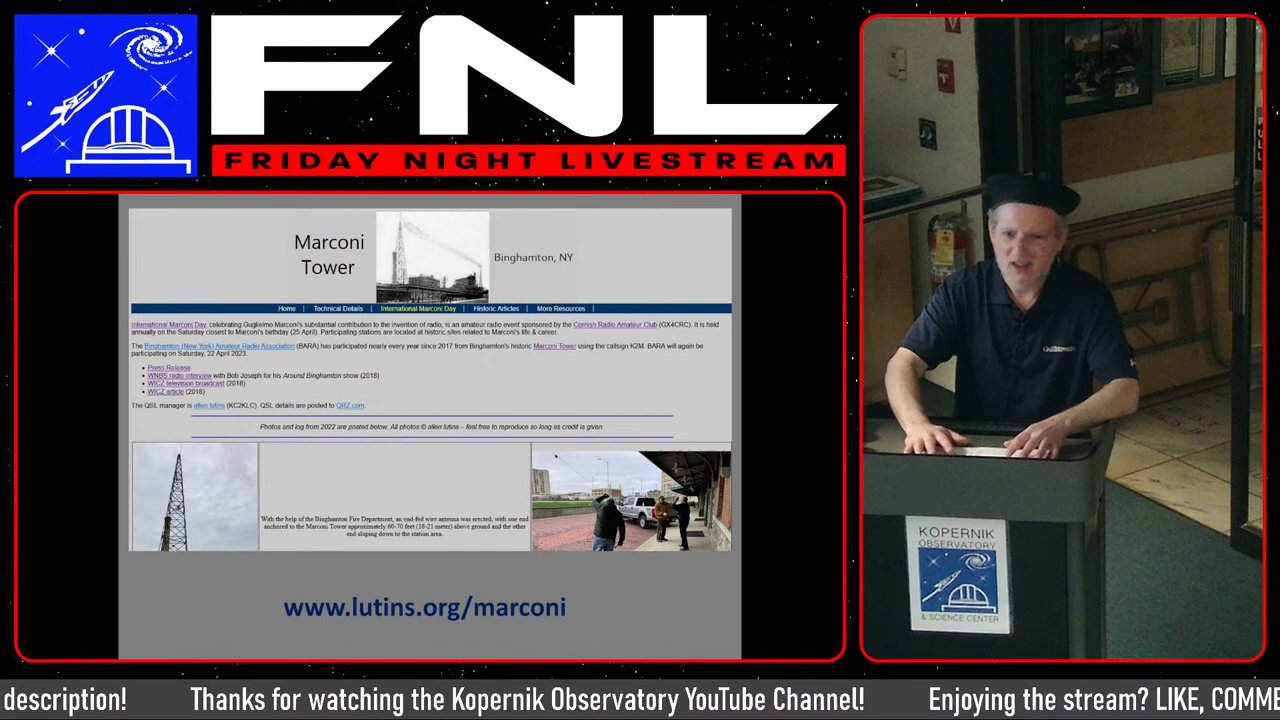 FNL
FRIDAY NIGHT LIVESTREAM
Marconi
Tower
Binghamton, NY
Home | Technical Details | International Marconi Day | Historic Articles | More Resources |
International Marconi Day, celebrating Guglielmo Marconi's substantial contribution to the invention of radio, is an amateur radio event sponsored by the Cornish Radio Amateur Club (GX4CRC). It is held
annually on the Saturday closest to Marconi's birthday (25 April). Participating stations are located at historic sites related to Marconi's life & career.
The Binghamton (New York) Amateur Radio Association (BARA) has participated nearly every year since 2017 from Binghamton's historic Marconi Tower using the callsign K2M. BARA will again be
participating on Saturday, 22 April 2023.
• Press Release
• WNBS radio interview with Bob Joseph for his Around Binghamton show (2018)
• WICZ television broadcast (2018)
• WICZ article (2018)
The QSL manager is allen lutins (KC2KLC). QSL details are posted to QRZ.com.
Photos and log from 2022 are posted below. All photos © allen lutins – feel free to reproduce so long as credit is given
With the help of the Binghamton Fire Department, an end-fed wire antenna was erected, with one end
anchored to the Marconi Tower approximately 60-70 feet (18-21 meter) above ground and the other
end sloping down to the station area.
www.lutins.org/marconi
KOPERNIK
OBSERVATORY
& SCIENCE CENTER
description! Thanks for watching the Kopernik Observatory YouTube Channel! Enjoying the stream? LIKE, COMME